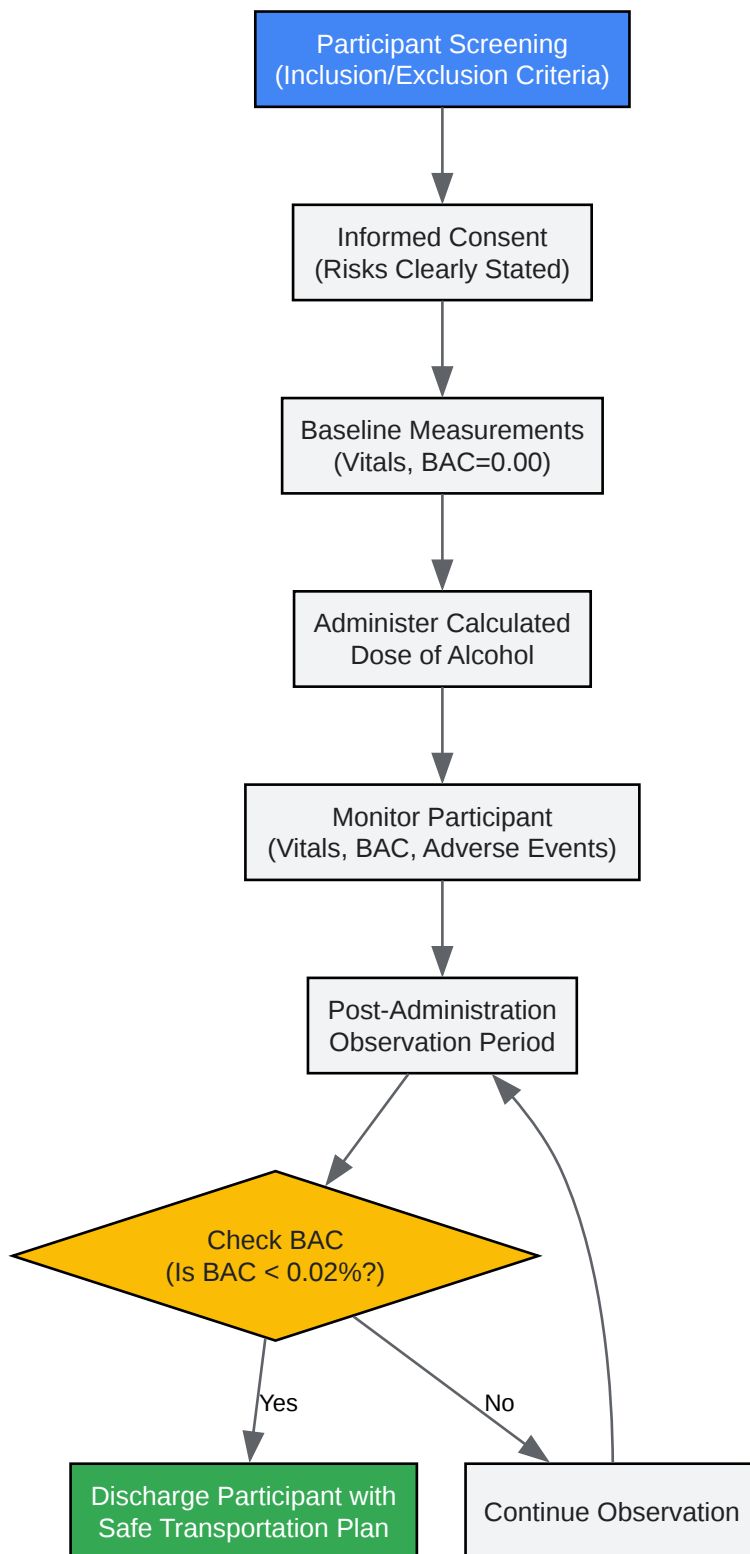 Participant Screening
(Inclusion/Exclusion Criteria)
Informed Consent
(Risks Clearly Stated)
Baseline Measurements
(Vitals, BAC=0.00)
Administer Calculated
Dose of Alcohol
Monitor Participant
(Vitals, BAC, Adverse Events)
Post-Administration
Observation Period
Check BAC
(Is BAC < 0.02%?)
Yes
No
Discharge Participant with
Safe Transportation Plan
Continue Observation